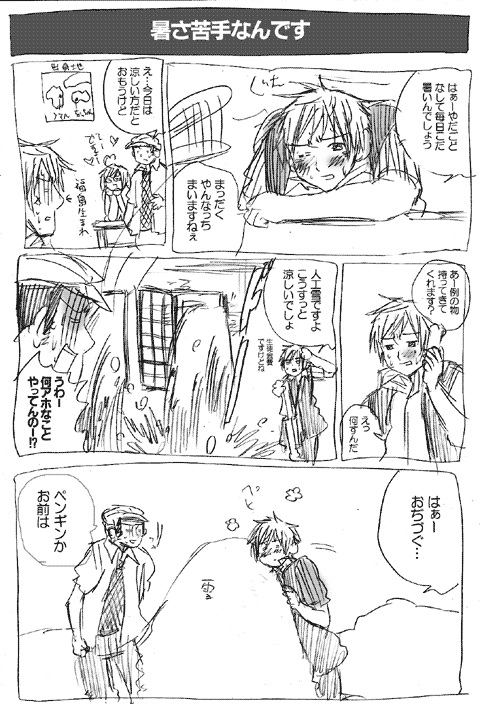 暑さ苦手なんです
はぁーやだこと
なして毎日こだ
暑いんでしょう
まっだく
やんなっち
まいますねぇ
え…今日は
涼しい方だと
おもうけど
福島生まれ
あ、例の物
持ってきて
くれます?
えっ
何すんだ
人工雪ですよ
こうすっと
涼しいでしょ
生徒会費
ですけどね
うわー
何アホなこと
やってんのー!?
はぁー
おちづぐ…
雪
ペンギンか
お前は